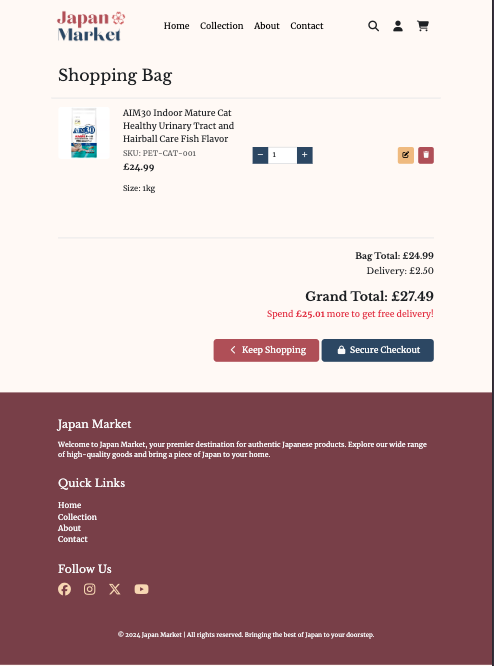 Japan
Market
Home Collection About Contact
Shopping Bag
AIM30 Indoor Mature Cat
Healthy Urinary Tract and
Hairball Care Fish Flavor
SKU: PET-CAT-001
£24.99
Size: 1kg
AIM30
− 1 +
Bag Total: £24.99
Delivery: £2.50
Grand Total: £27.49
Spend £25.01 more to get free delivery!
Keep Shopping Secure Checkout
Japan Market
Welcome to Japan Market, your premier destination for authentic Japanese products. Explore our wide range
of high-quality goods and bring a piece of Japan to your home.
Quick Links
Home
Collection
About
Contact
Follow Us
© 2024 Japan Market | All rights reserved. Bringing the best of Japan to your doorstep.